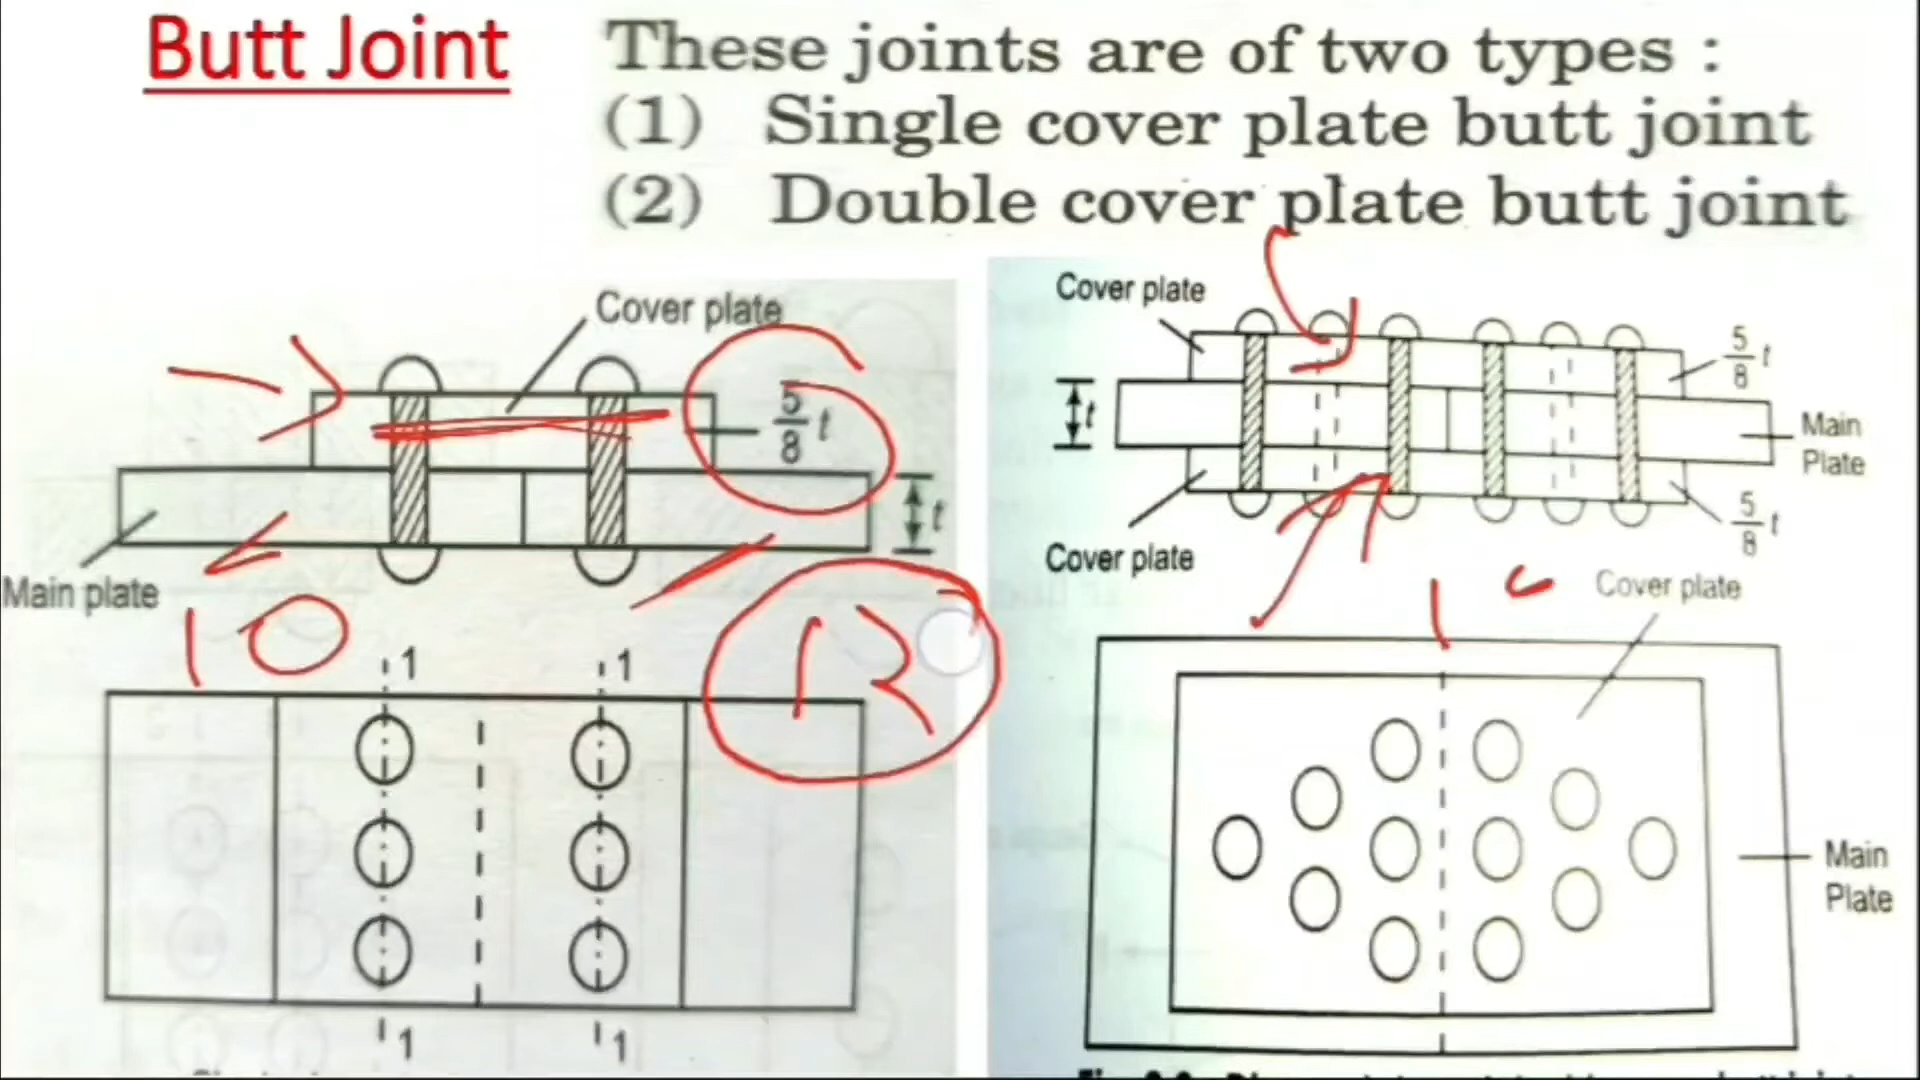 Butt Joint
These joints are of two types :
(1) Single cover plate butt joint
(2) Double cover plate butt joint
Cover plate
5/8 t
t
Main plate
10
12
1 1
1 1
Cover plate
5/8 t
t
Main
Plate
5/8 t
Cover plate
Cover plate
Main
Plate